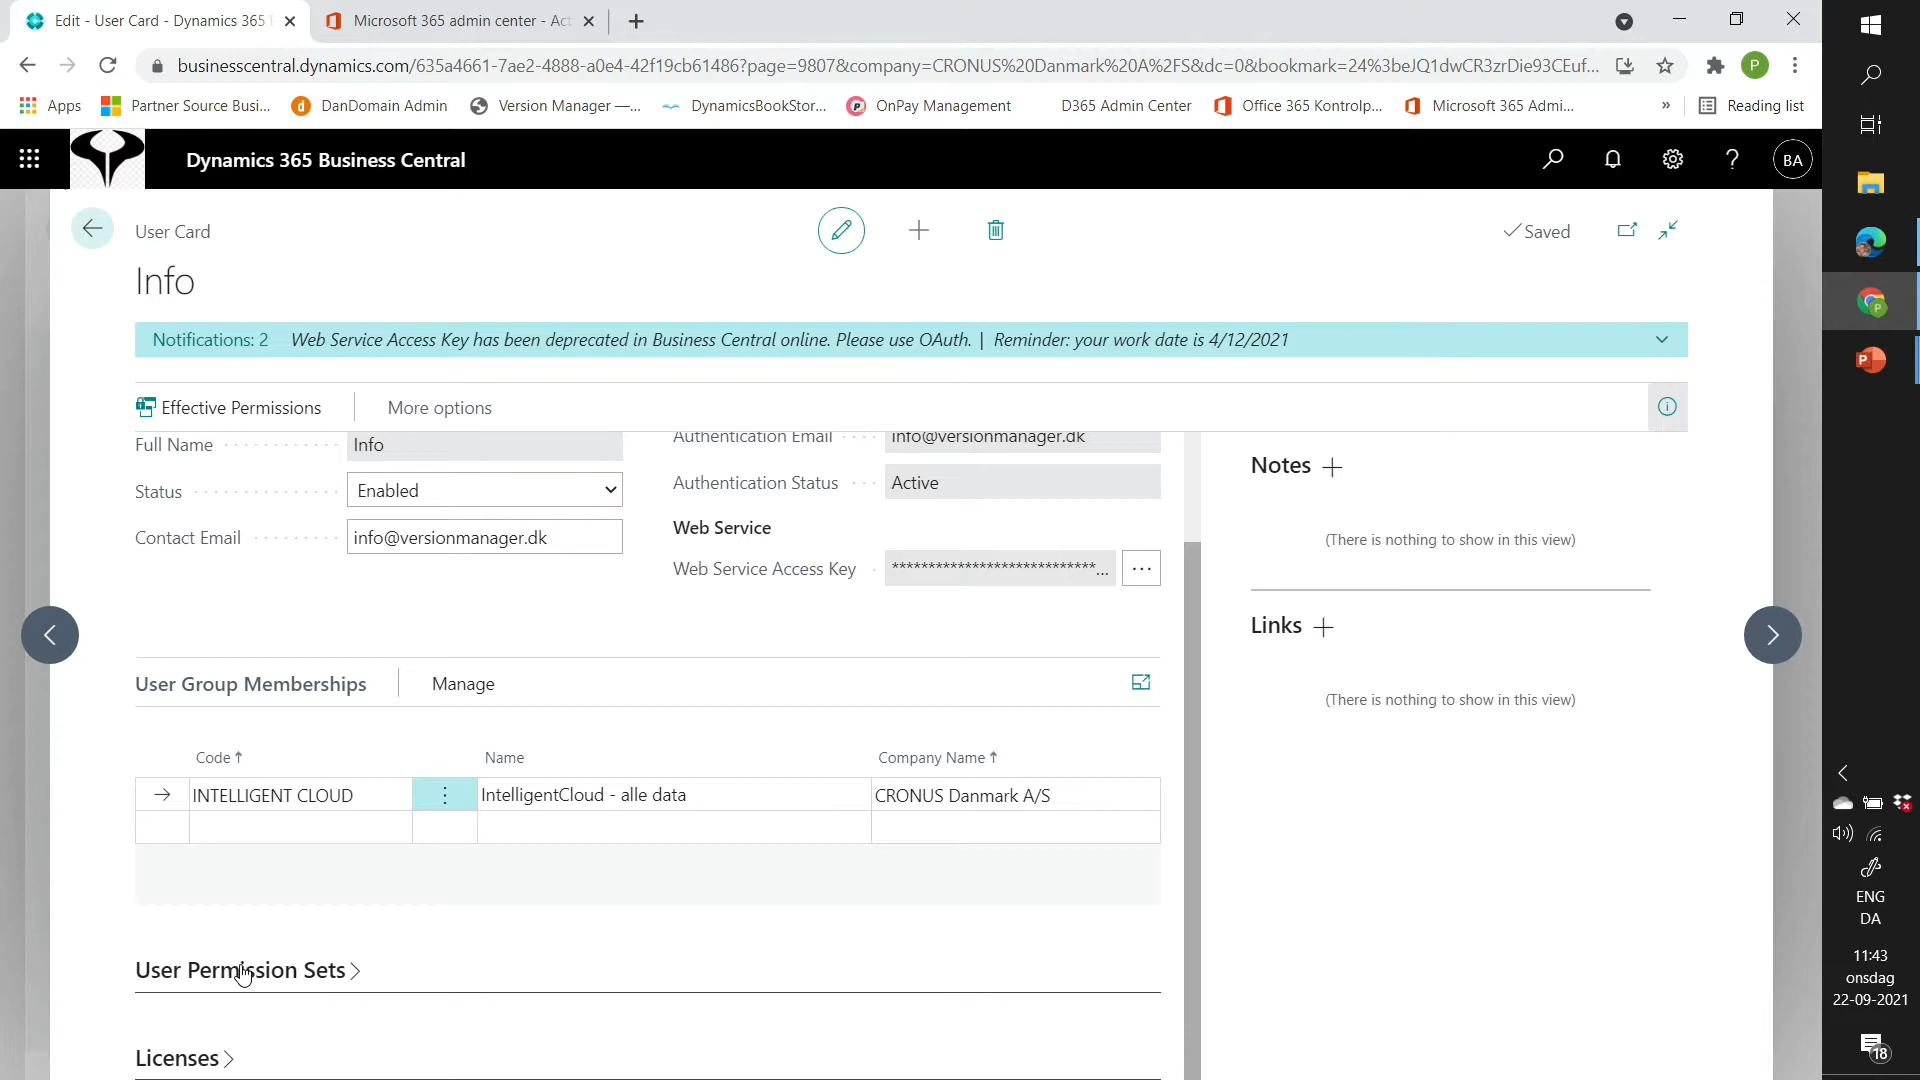 Edit - User Card - Dynamics 365
Microsoft 365 admin center - Act
businesscentral.dynamics.com/635a4661-7ae2-4888-a0e4-42f19cb61486?page=9807&company=CRONUS%20Danmark%20A%2FS&dc=0&bookmark=24%3beJQ1dwCR3zrDie93CEuf...
P
Apps
Partner Source Busi...
d
DanDomain Admin
Version Manager —...
DynamicsBookStor...
OnPay Management
D365 Admin Center
Office 365 Kontrolp...
Microsoft 365 Admi...
»
Reading list
Dynamics 365 Business Central
BA
User Card
Saved
Info
Notifications: 2 Web Service Access Key has been deprecated in Business Central online. Please use OAuth. | Reminder: your work date is 4/12/2021
Effective Permissions
More options
Full Name
Info
Authentication Email
info@versionmanager.dk
Status
Enabled
Authentication Status
Active
Contact Email
info@versionmanager.dk
Web Service
Web Service Access Key
****************************...
Notes
(There is nothing to show in this view)
Links
(There is nothing to show in this view)
User Group Memberships
Manage
Code ↑
Name
Company Name ↑
INTELLIGENT CLOUD
IntelligentCloud - alle data
CRONUS Danmark A/S
User Permission Sets
Licenses
ENG
DA
11:43
onsdag
22-09-2021
18